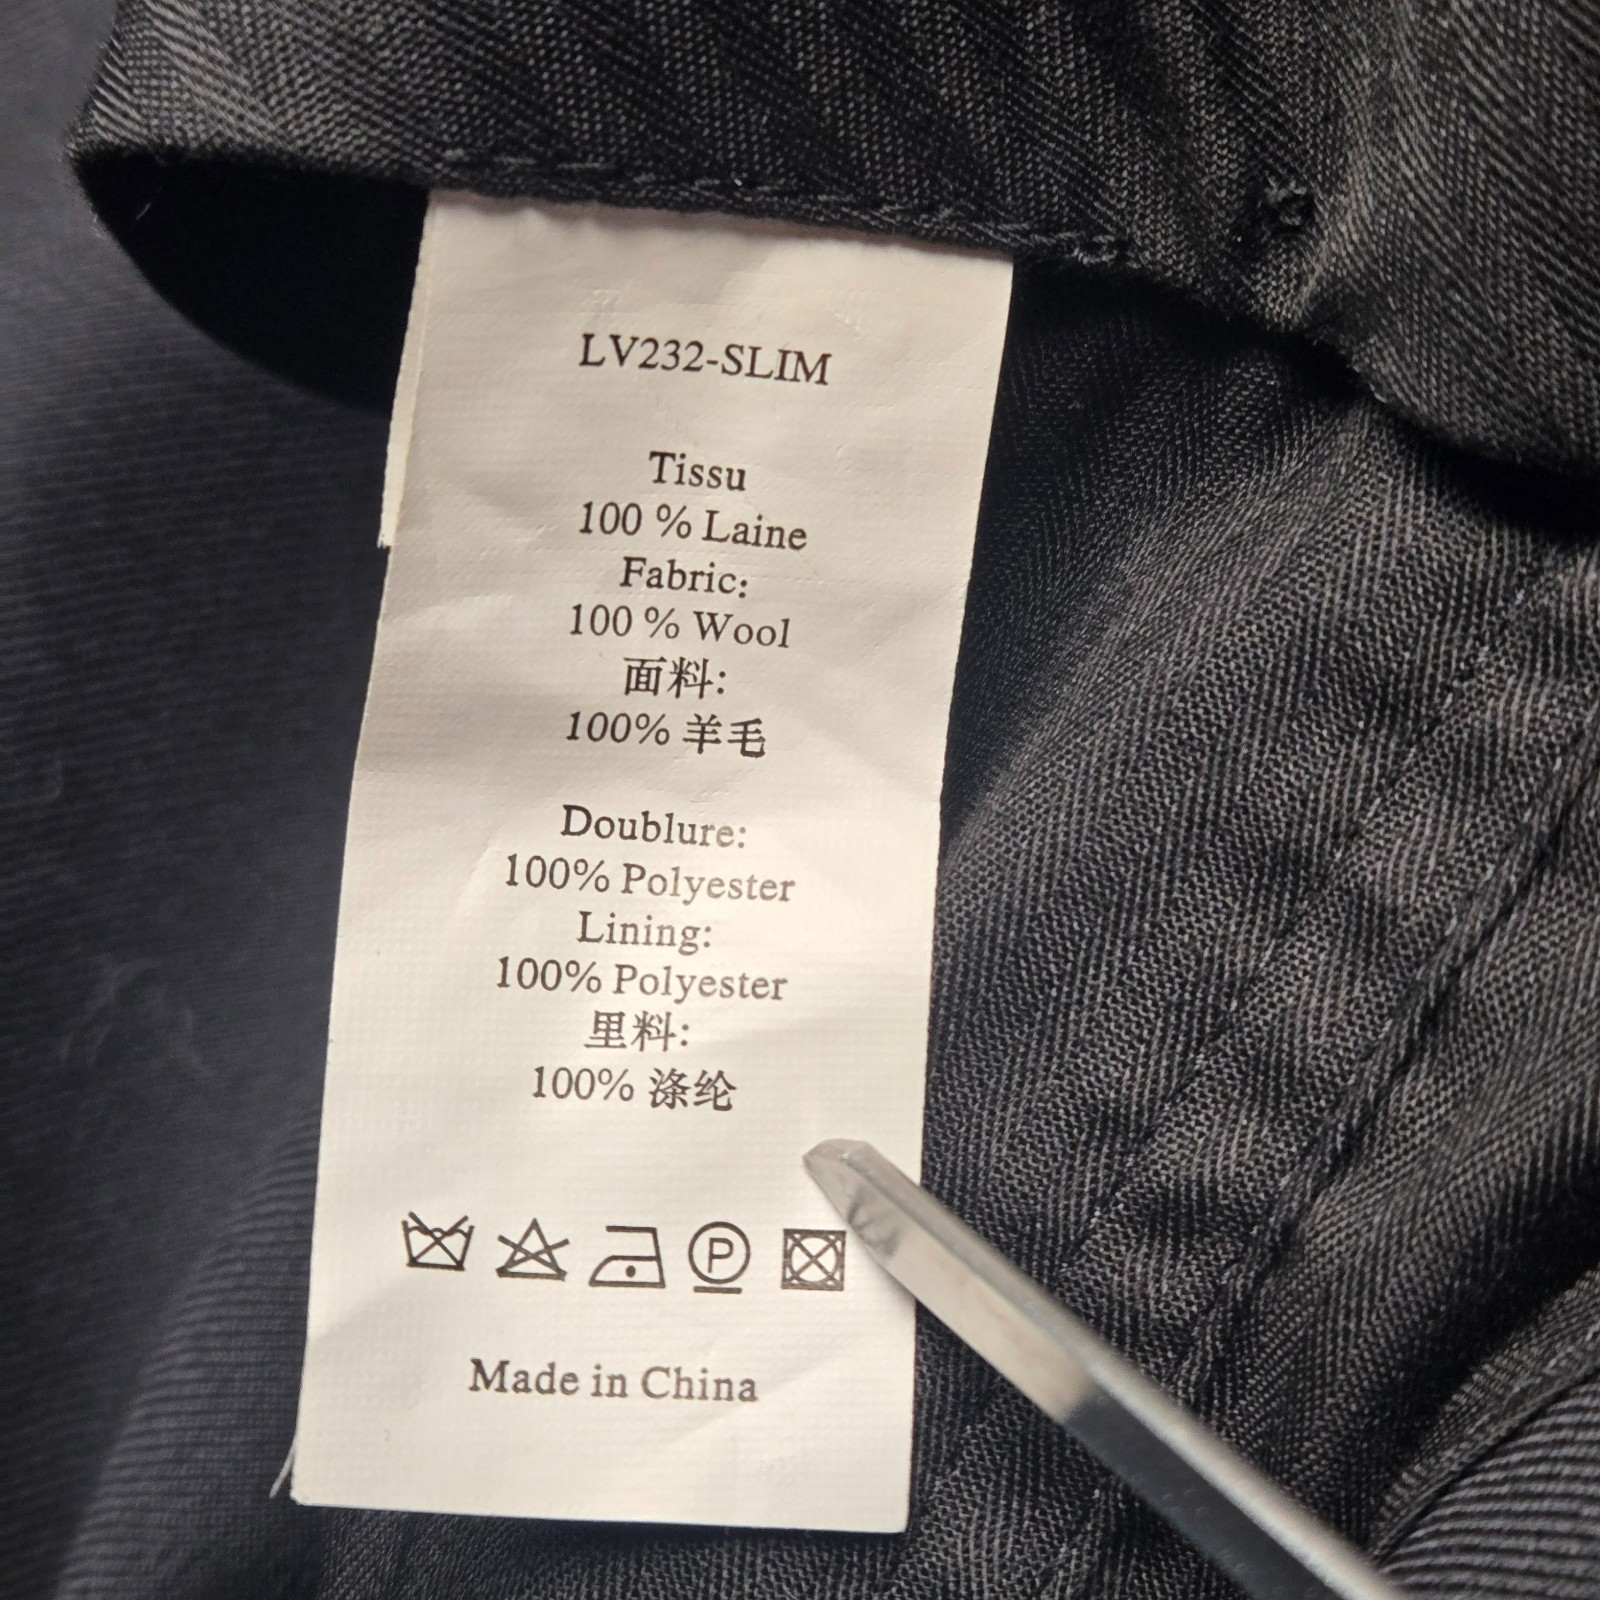 LV232-SLIM
Tissu
100 % Laine
Fabric:
100 % Wool
面料:
100% 羊毛
Doublure:
100% Polyester
Lining:
100% Polyester
里料:
100% 涤纶
P
Made in China